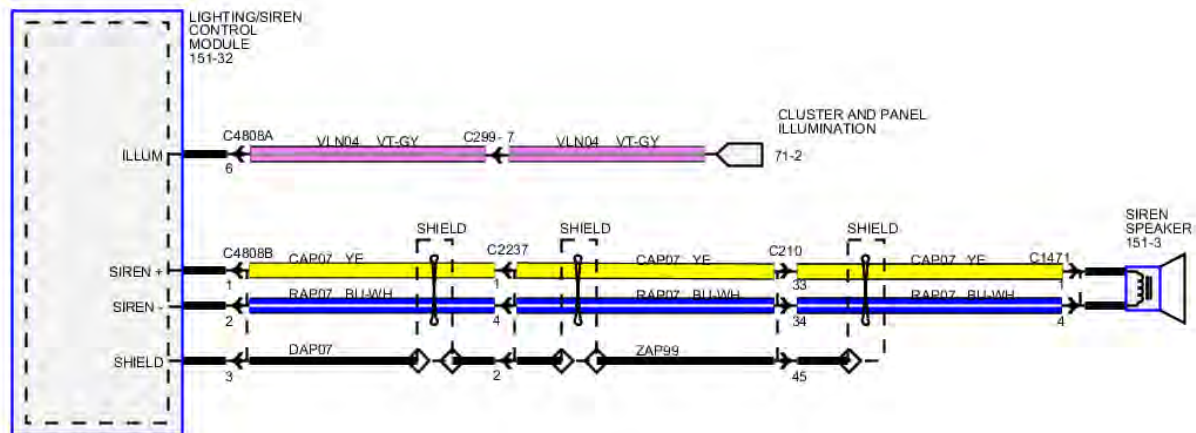 LIGHTING/SIREN
CONTROL
MODULE
151-32
CLUSTER AND PANEL
ILLUMINATION
71-2
C4808A
VLN04 VT-GY
C299- 7
VLN04 VT-GY
ILLUM
6
SIREN
SPEAKER
151-3
SHIELD
SHIELD
SHIELD
C4808B
CAP07 YE
C2237
CAP07 YE
C210
CAP07 YE
C1471
SIREN +
1
1
33
1
RAP07 BU-WH
RAP07 BU-WH
RAP07 BU-WH
SIREN -
2
4
34
4
DAP07
ZAP99
SHIELD
3
2
45